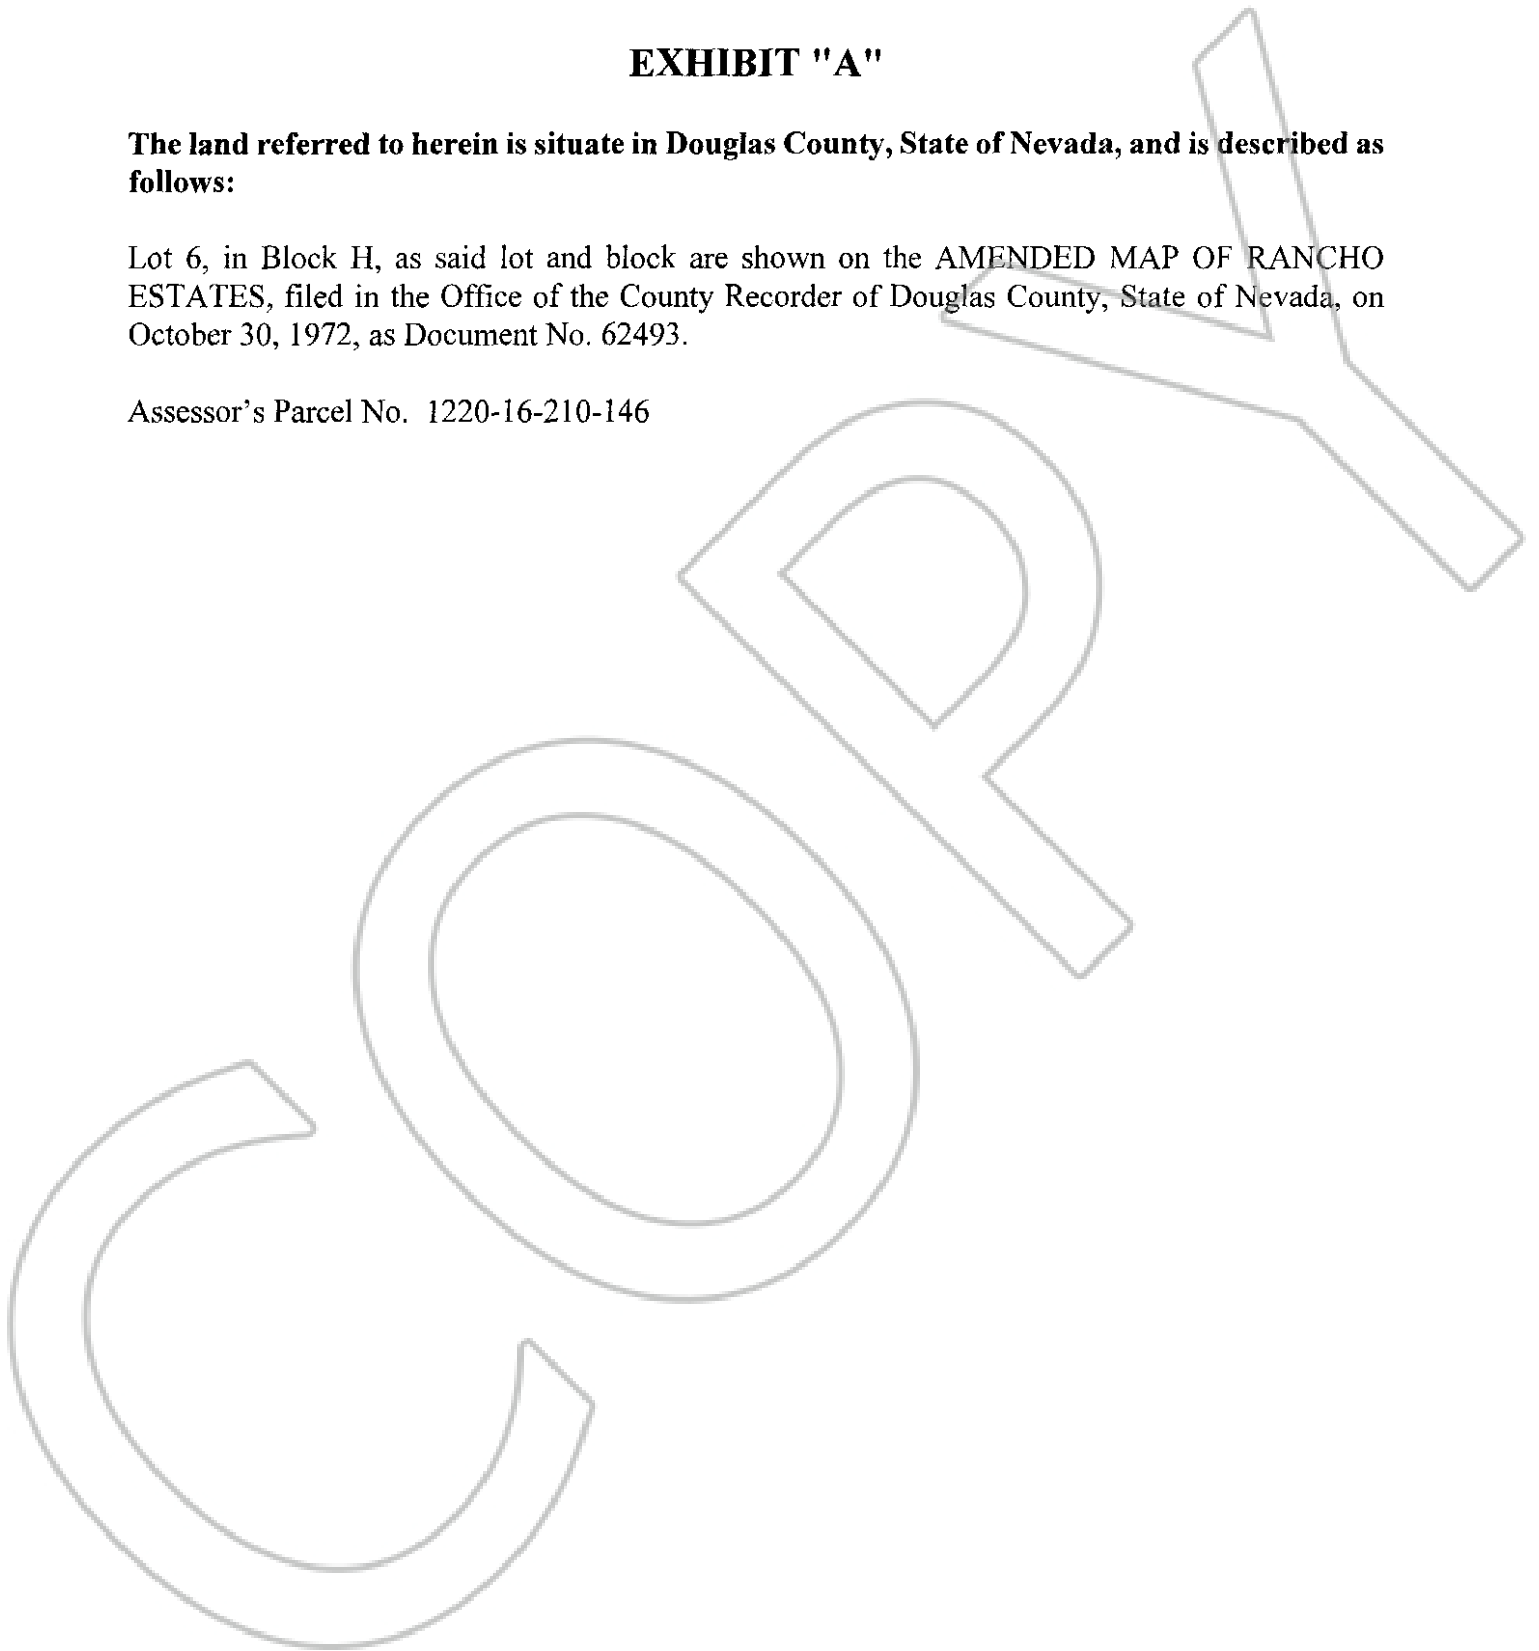 EXHIBIT "A"
The land referred to herein is situate in Douglas County, State of Nevada, and is described as
follows:
Lot 6, in Block H, as said lot and block are shown on the AMENDED MAP OF RANCHO
ESTATES, filed in the Office of the County Recorder of Douglas County, State of Nevada, on
October 30, 1972, as Document No. 62493.
Assessor's Parcel No. 1220-16-210-146
COPY